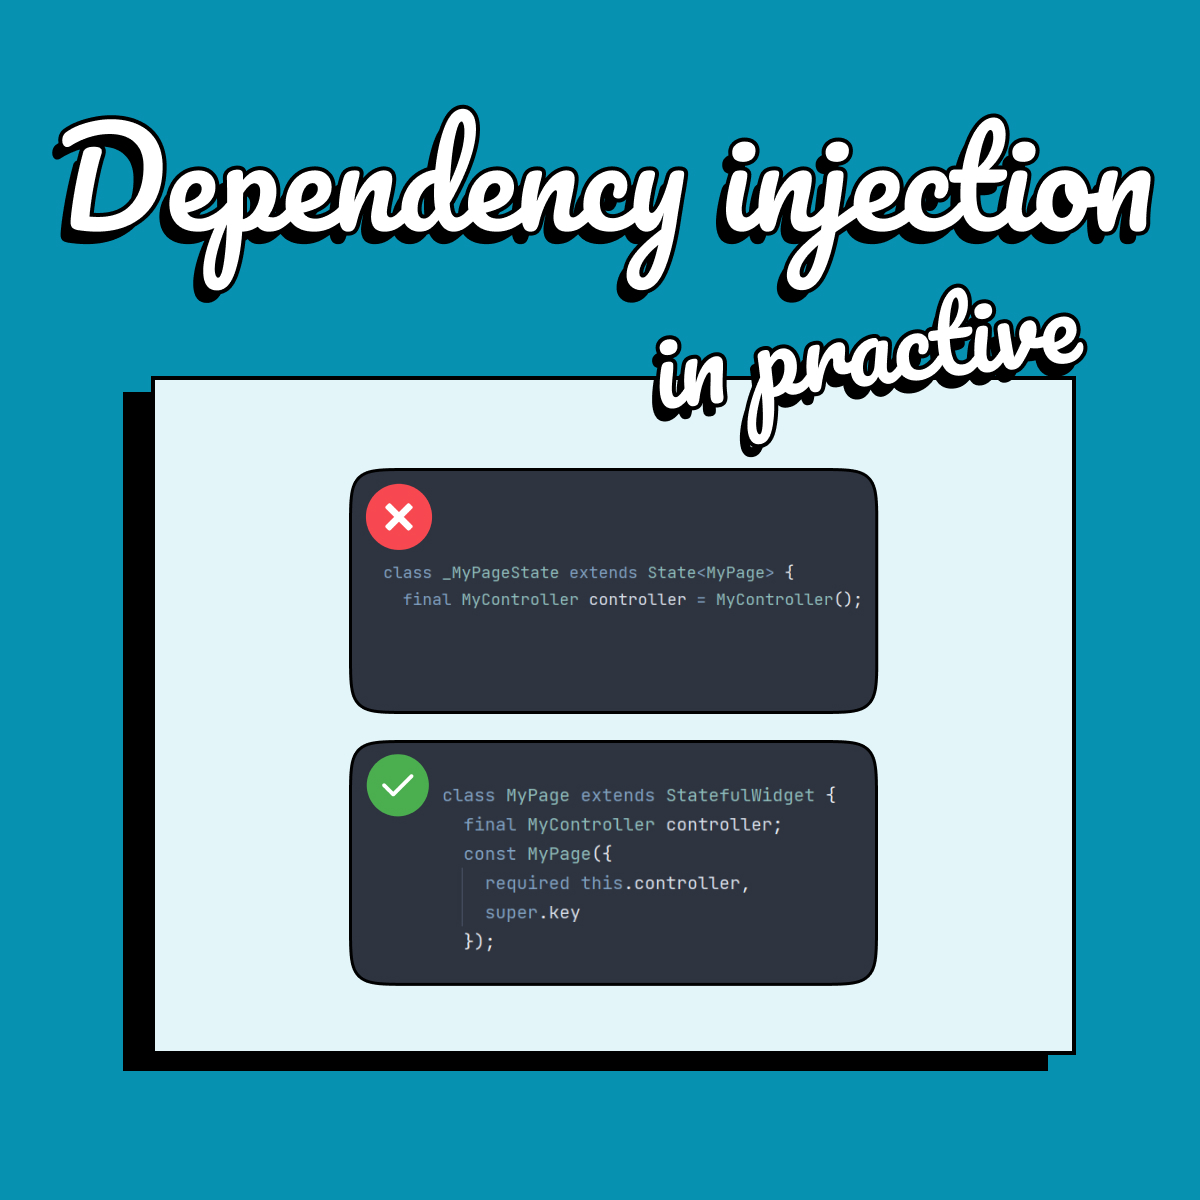 Dependency injection
in practive
class _MyPageState extends State<MyPage> {
  final MyController controller = MyController();
class MyPage extends StatefulWidget {
  final MyController controller;
  const MyPage({
    required this.controller,
    super.key
  });